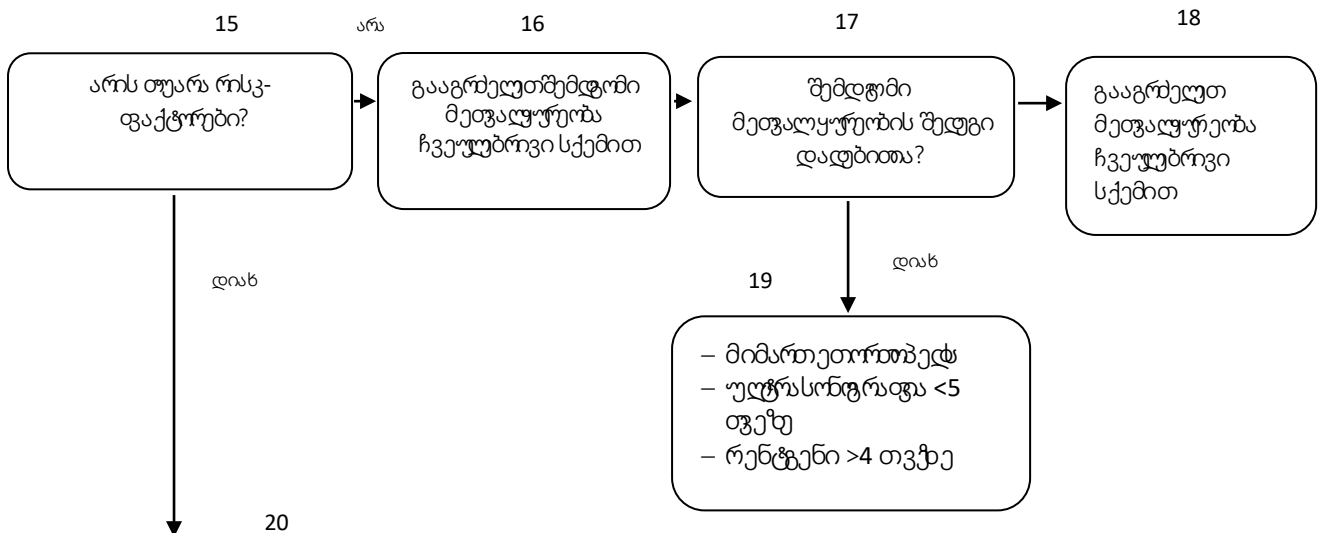 15
არა
16
17
18
არის თუ არა რისკ-
ფაქტორები?
გააგრძელეთ შემდგომი
მეთვალყურეობა
ჩვეულებრივი სქემით
შემდგომი
მეთვალყურეობის შედეგი
დადებითია?
გააგრძელეთ
მეთვალყურეობა
ჩვეულებრივი
სქემით
დიახ
დიახ
19
– მიმართეთ ორთოპედს
– ულტრასონოგრაფია <5
თვეზე
– რენტგენი >4 თვეზე
20